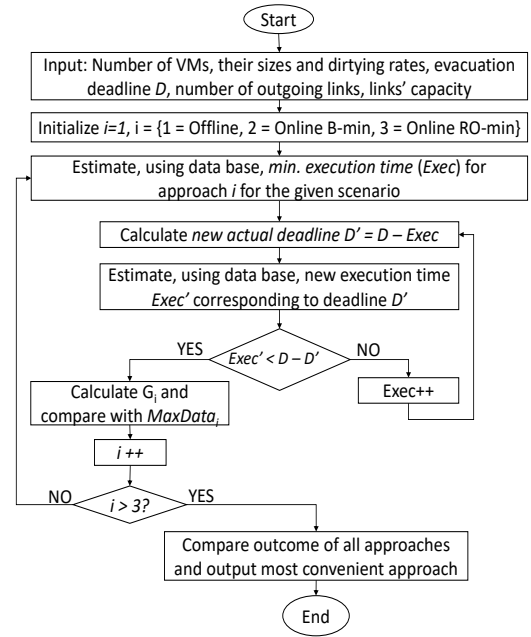 Start
Input: Number of VMs, their sizes and dirtying rates, evacuation
deadline D, number of outgoing links, links' capacity
Initialize i=1, i = {1 = Offline, 2 = Online B-min, 3 = Online RO-min}
Estimate, using data base, min. execution time (Exec) for
approach i for the given scenario
Calculate new actual deadline D' = D – Exec
Estimate, using data base, new execution time
Exec' corresponding to deadline D'
YES
Exec' < D – D'
NO
Calculate Gi and
compare with MaxDatai
Exec++
i ++
NO
i > 3?
YES
Compare outcome of all approaches
and output most convenient approach
End